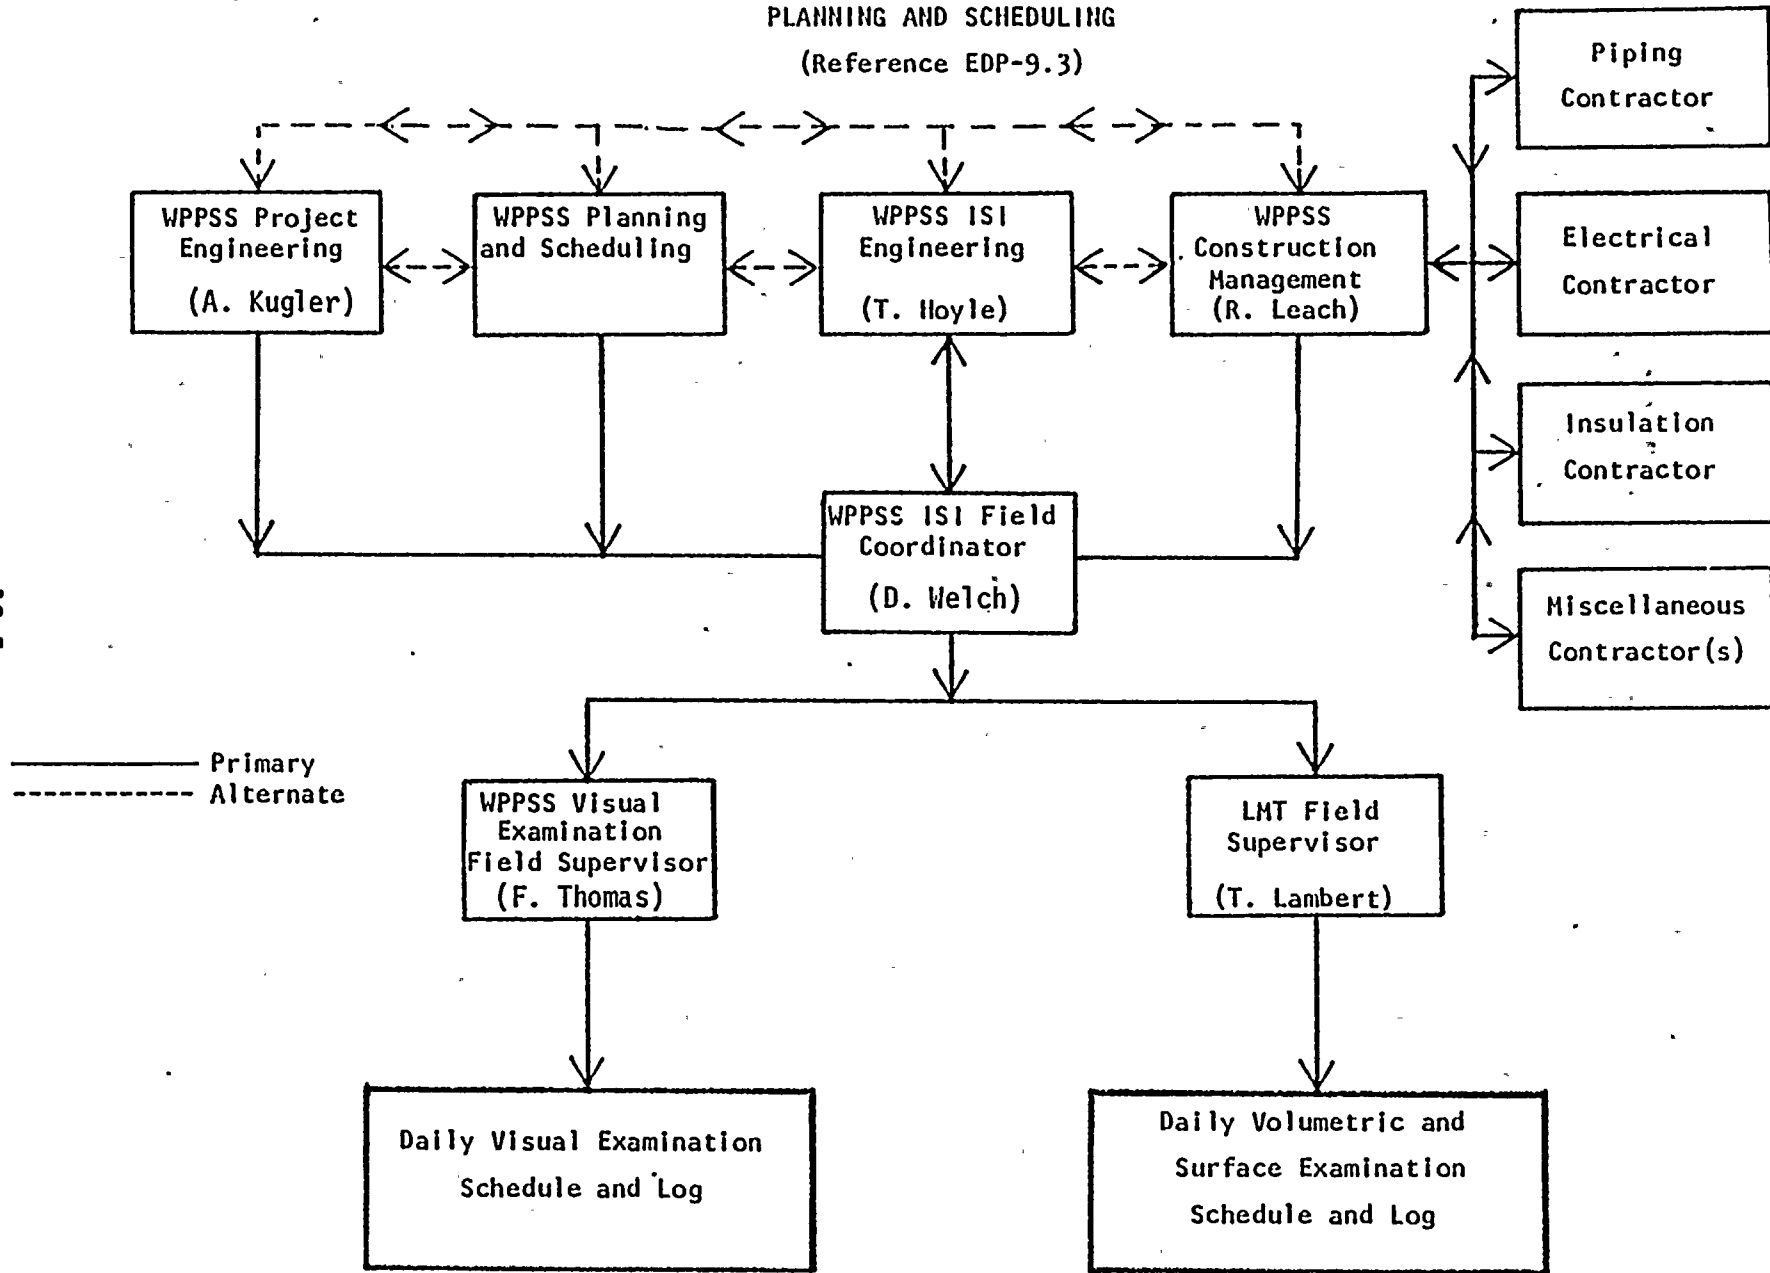 PLANNING AND SCHEDULING
(Reference EDP-9.3)
WPPSS Project
Engineering
(A. Kugler)
WPPSS Planning
and Scheduling
WPPSS ISI
Engineering
(T. Hoyle)
WPPSS
Construction
Management
(R. Leach)
Piping
Contractor
Electrical
Contractor
Insulation
Contractor
Miscellaneous
Contractor(s)
WPPSS ISI Field
Coordinator
(D. Welch)
Primary
Alternate
WPPSS Visual
Examination
Field Supervisor
(F. Thomas)
LMT Field
Supervisor
(T. Lambert)
Daily Visual Examination
Schedule and Log
Daily Volumetric and
Surface Examination
Schedule and Log